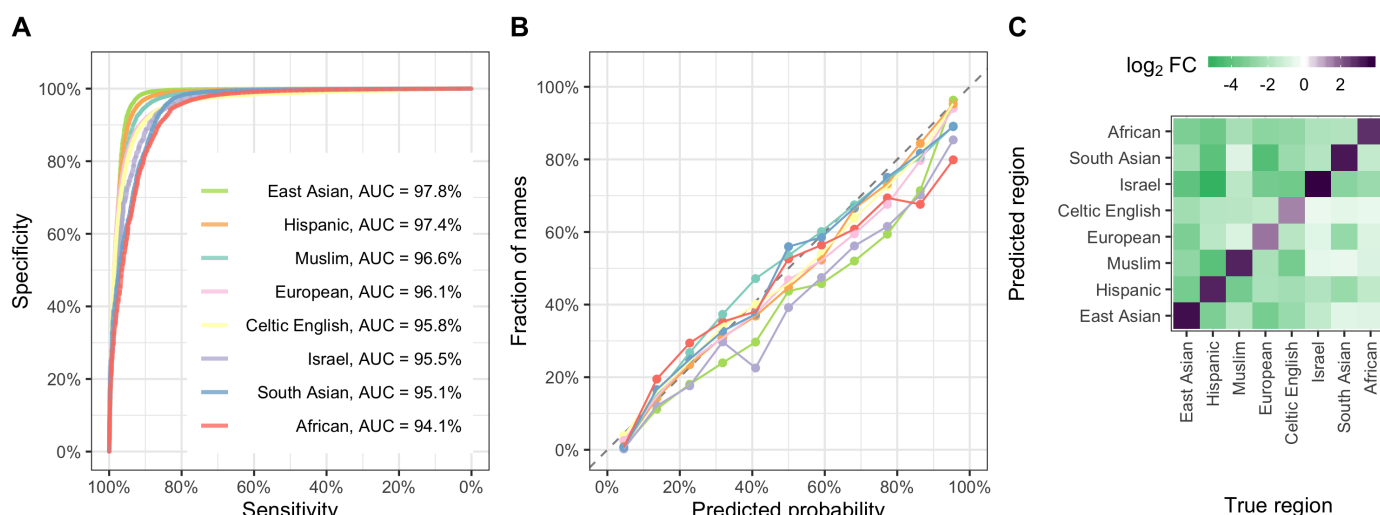 A
B
C
100%
80%
60%
40%
20%
0%
Specificity
East Asian, AUC = 97.8%
Hispanic, AUC = 97.4%
Muslim, AUC = 96.6%
European, AUC = 96.1%
Celtic English, AUC = 95.8%
Israel, AUC = 95.5%
South Asian, AUC = 95.1%
African, AUC = 94.1%
100% 80% 60% 40% 20% 0%
Sensitivity
100%
80%
60%
40%
20%
0%
Fraction of names
0% 20% 40% 60% 80% 100%
Predicted probability
log2 FC
-4 -2 0 2
Predicted region
African
South Asian
Israel
Celtic English
European
Muslim
Hispanic
East Asian
East Asian
Hispanic
Muslim
European
Celtic English
Israel
South Asian
African
True region